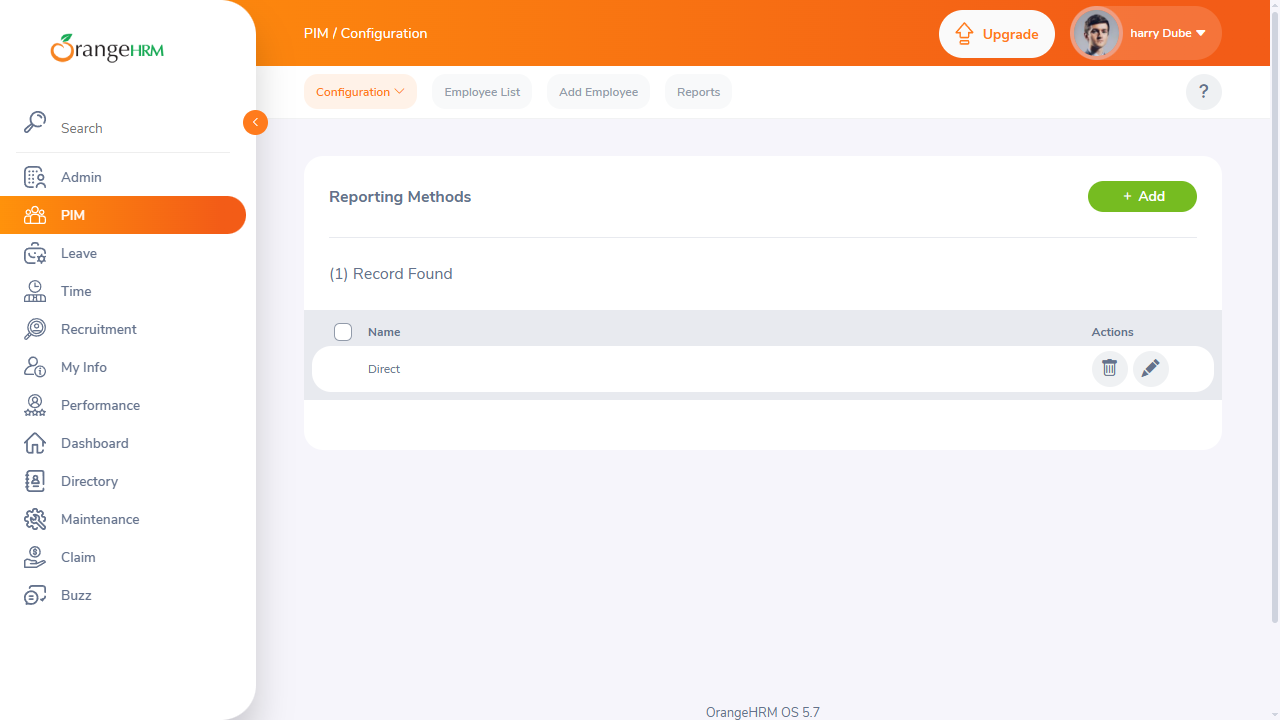 OrangeHRM
PIM / Configuration
Upgrade
harry Dube
Configuration
Employee List
Add Employee
Reports
?
Search
Admin
PIM
Leave
Time
Recruitment
My Info
Performance
Dashboard
Directory
Maintenance
Claim
Buzz
Reporting Methods
+ Add
(1) Record Found
Name
Actions
Direct
OrangeHRM OS 5.7